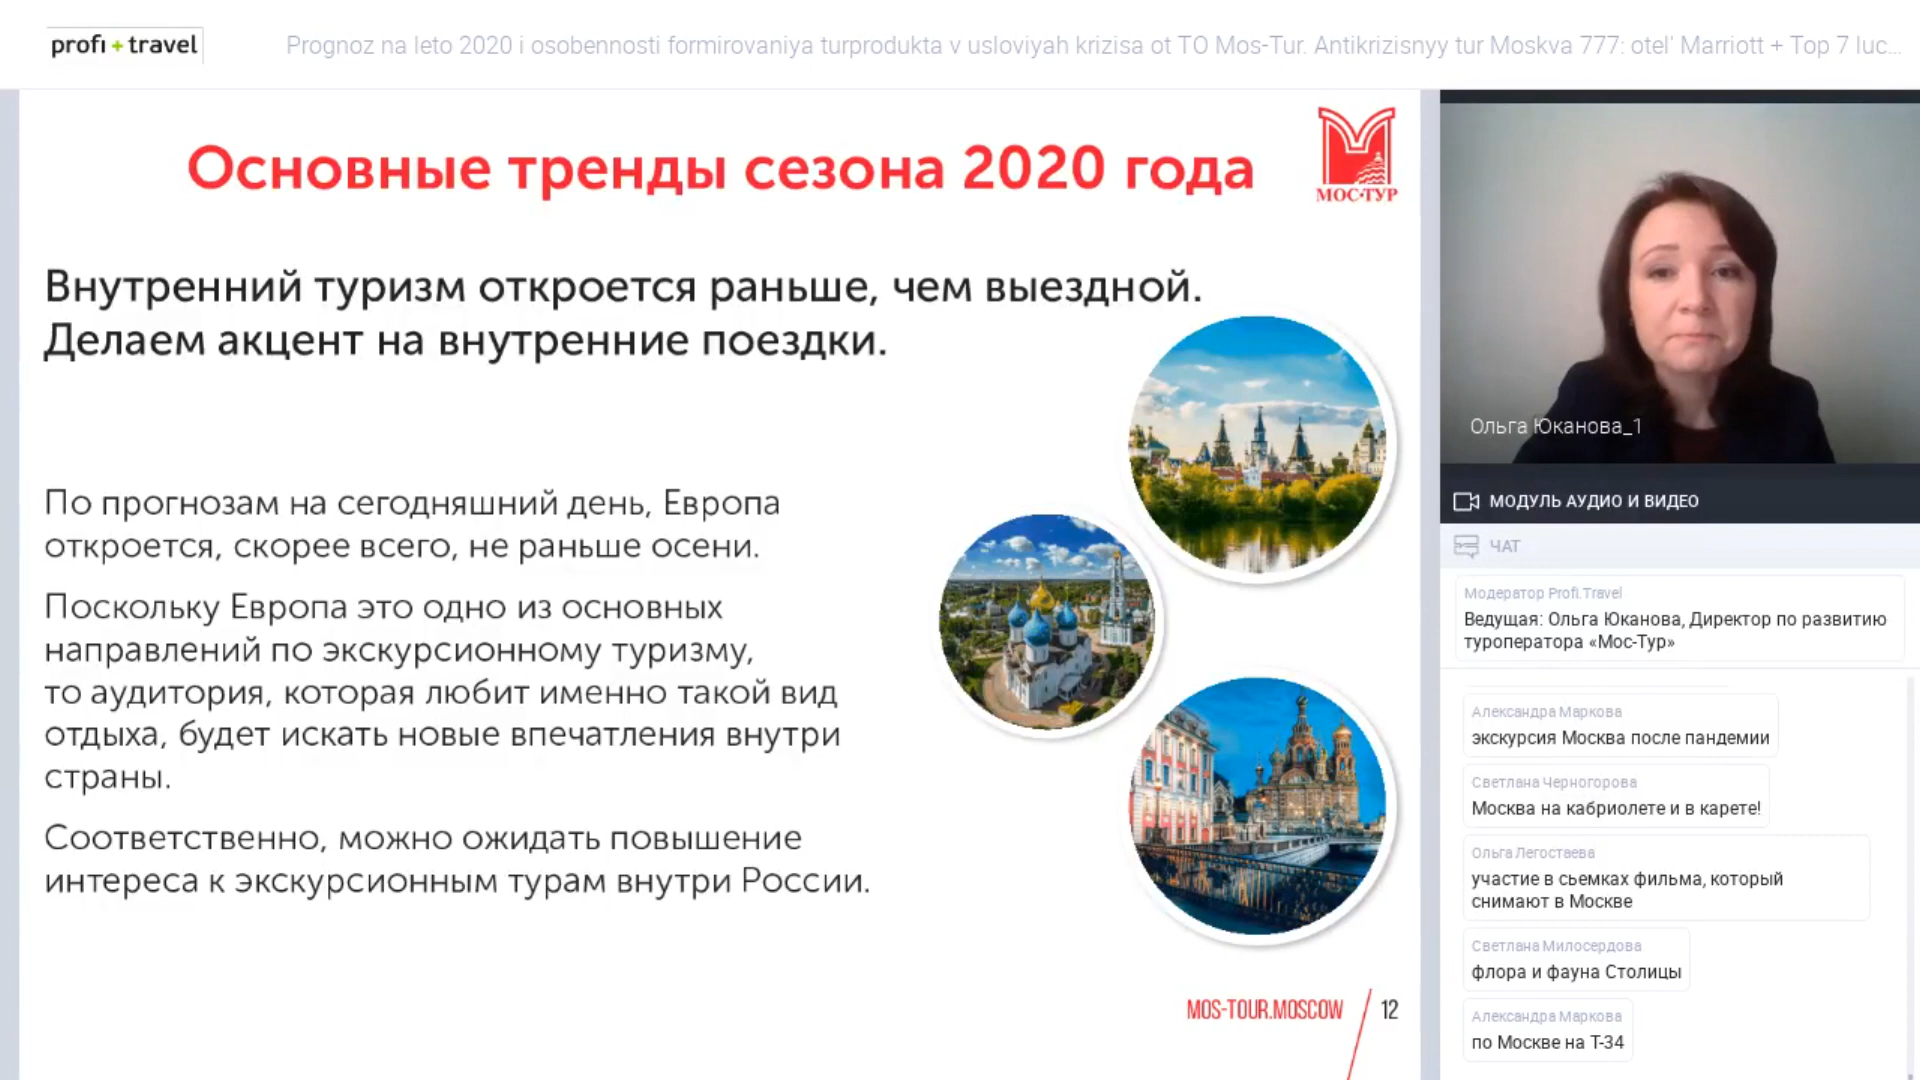 profi + travel
Prognoz na leto 2020 i osobennosti formirovaniya turprodukta v usloviyah krizisa ot TO Mos-Tur. Antikrizisnyy tur Moskva 777: otel' Marriott + Top 7 luc...
Основные тренды сезона 2020 года
МОС·ТУР
Внутренний туризм откроется раньше, чем выездной.
Делаем акцент на внутренние поездки.
По прогнозам на сегодняшний день, Европа
откроется, скорее всего, не раньше осени.
Поскольку Европа это одно из основных
направлений по экскурсионному туризму,
то аудитория, которая любит именно такой вид
отдыха, будет искать новые впечатления внутри
страны.
Соответственно, можно ожидать повышение
интереса к экскурсионным турам внутри России.
MOS-TOUR.MOSCOW
12
Ольга Юканова_1
МОДУЛЬ АУДИО И ВИДЕО
ЧАТ
Модератор Profi.Travel
Ведущая: Ольга Юканова, Директор по развитию
туроператора «Мос-Тур»
Александра Маркова
экскурсия Москва после пандемии
Светлана Черногорова
Москва на кабриолете и в карете!
Ольга Легостаева
участие в сьемках фильма, который
снимают в Москве
Светлана Милосердова
флора и фауна Столицы
Александра Маркова
по Москве на Т-34